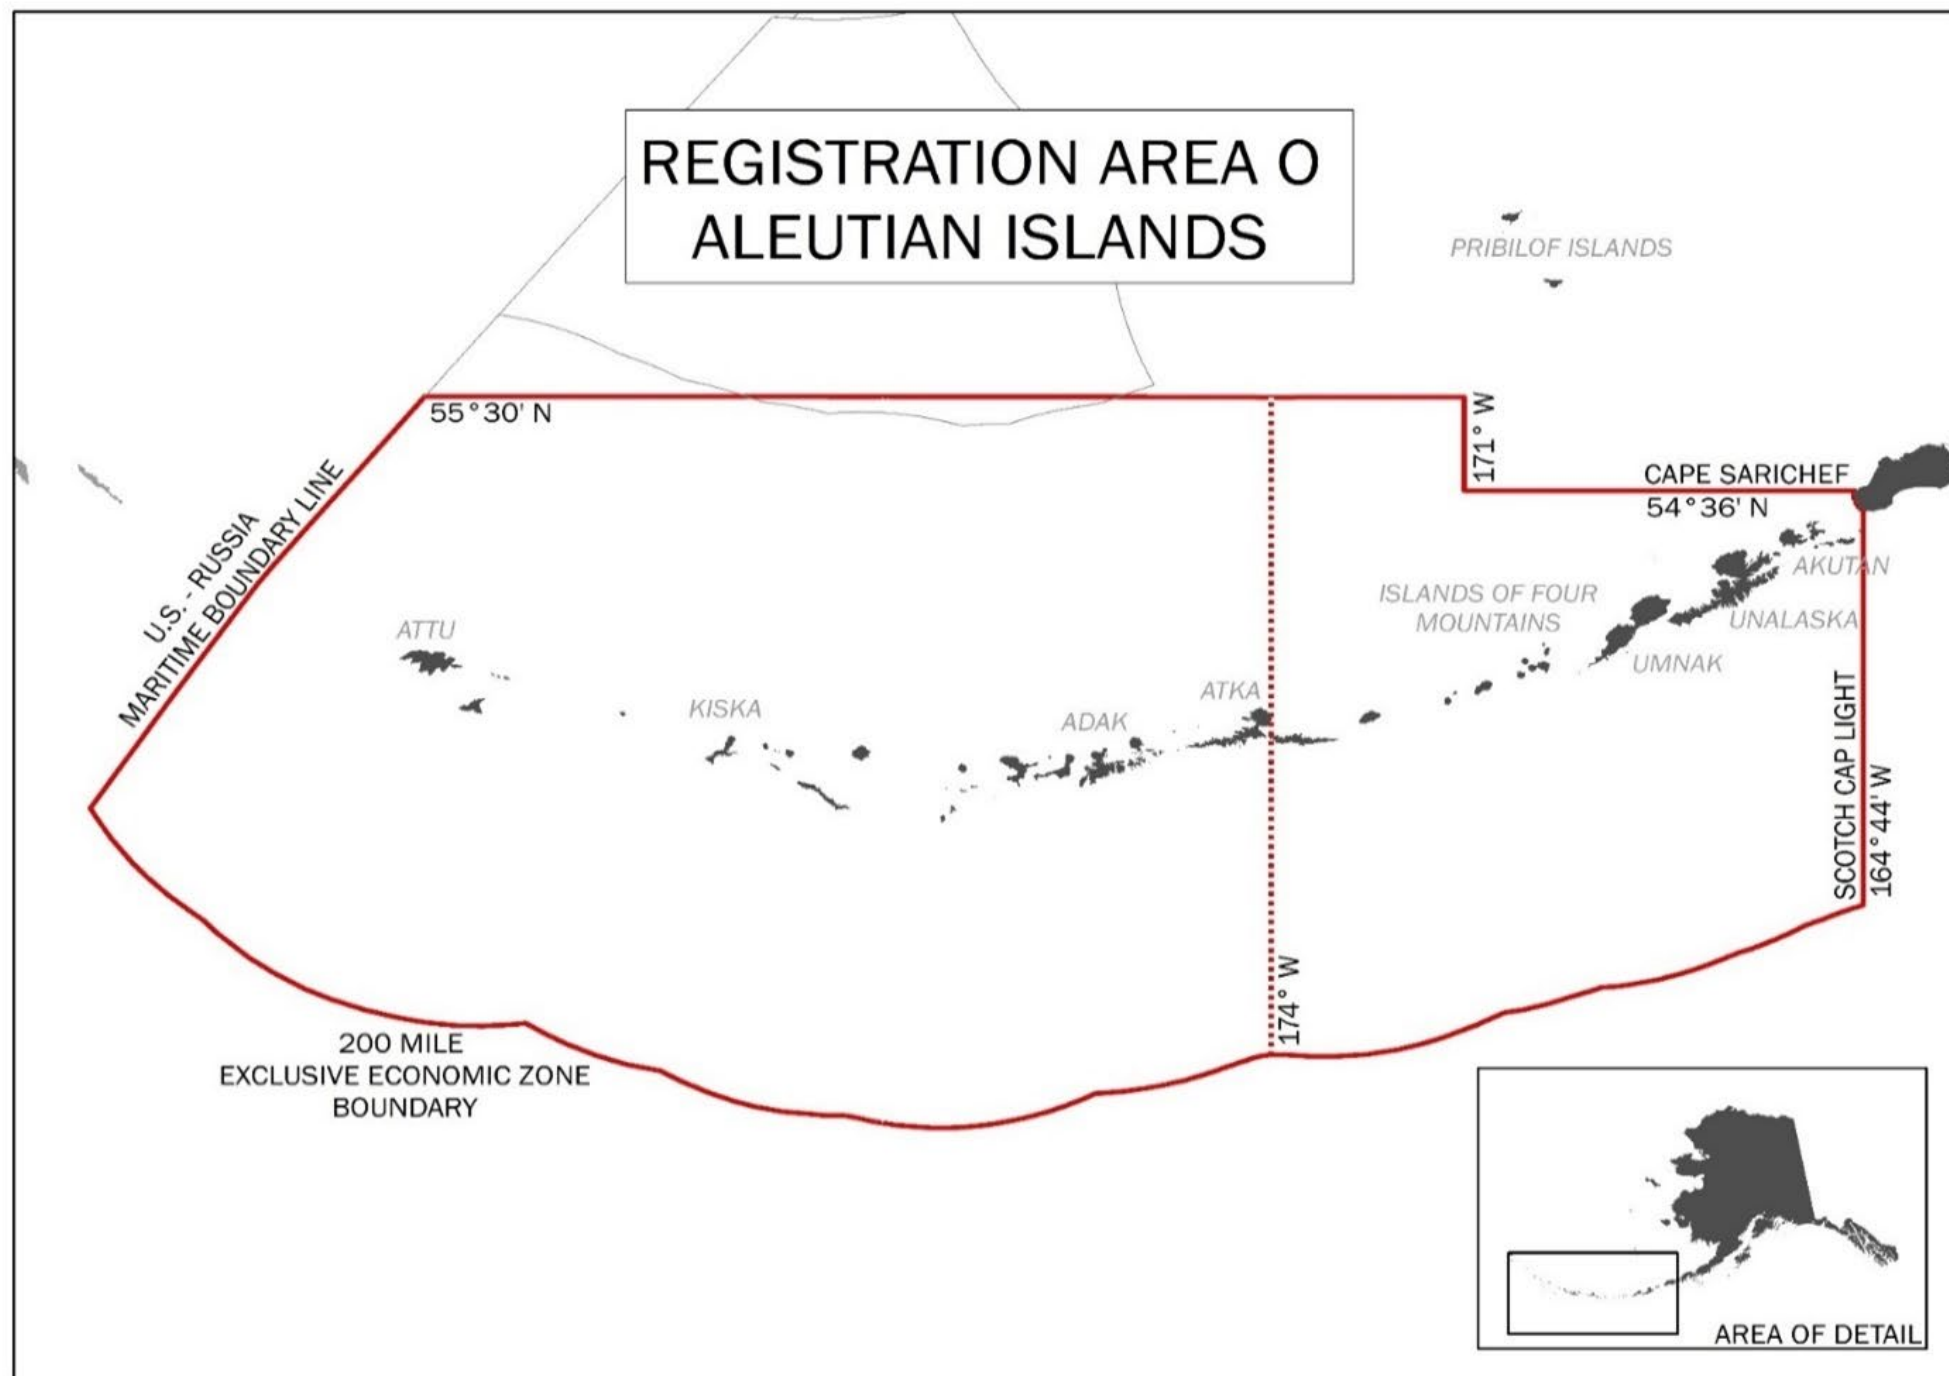 REGISTRATION AREA O
ALEUTIAN ISLANDS
PRIBILOF ISLANDS
55°30' N
171° W
CAPE SARICHEF
54°36' N
U.S. - RUSSIA
MARITIME BOUNDARY LINE
AKUTAN
ISLANDS OF FOUR
MOUNTAINS
UNALASKA
ATTU
UMNAK
ATKA
KISKA
ADAK
SCOTCH CAP LIGHT
164°44' W
174° W
200 MILE
EXCLUSIVE ECONOMIC ZONE
BOUNDARY
AREA OF DETAIL